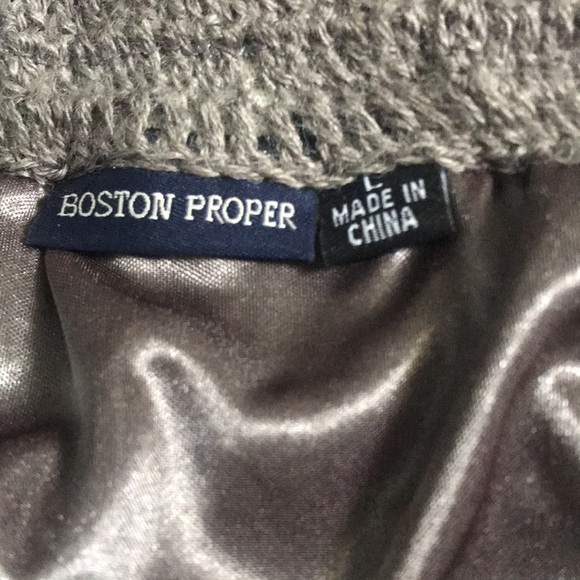 BOSTON PROPER
L
MADE IN
CHINA